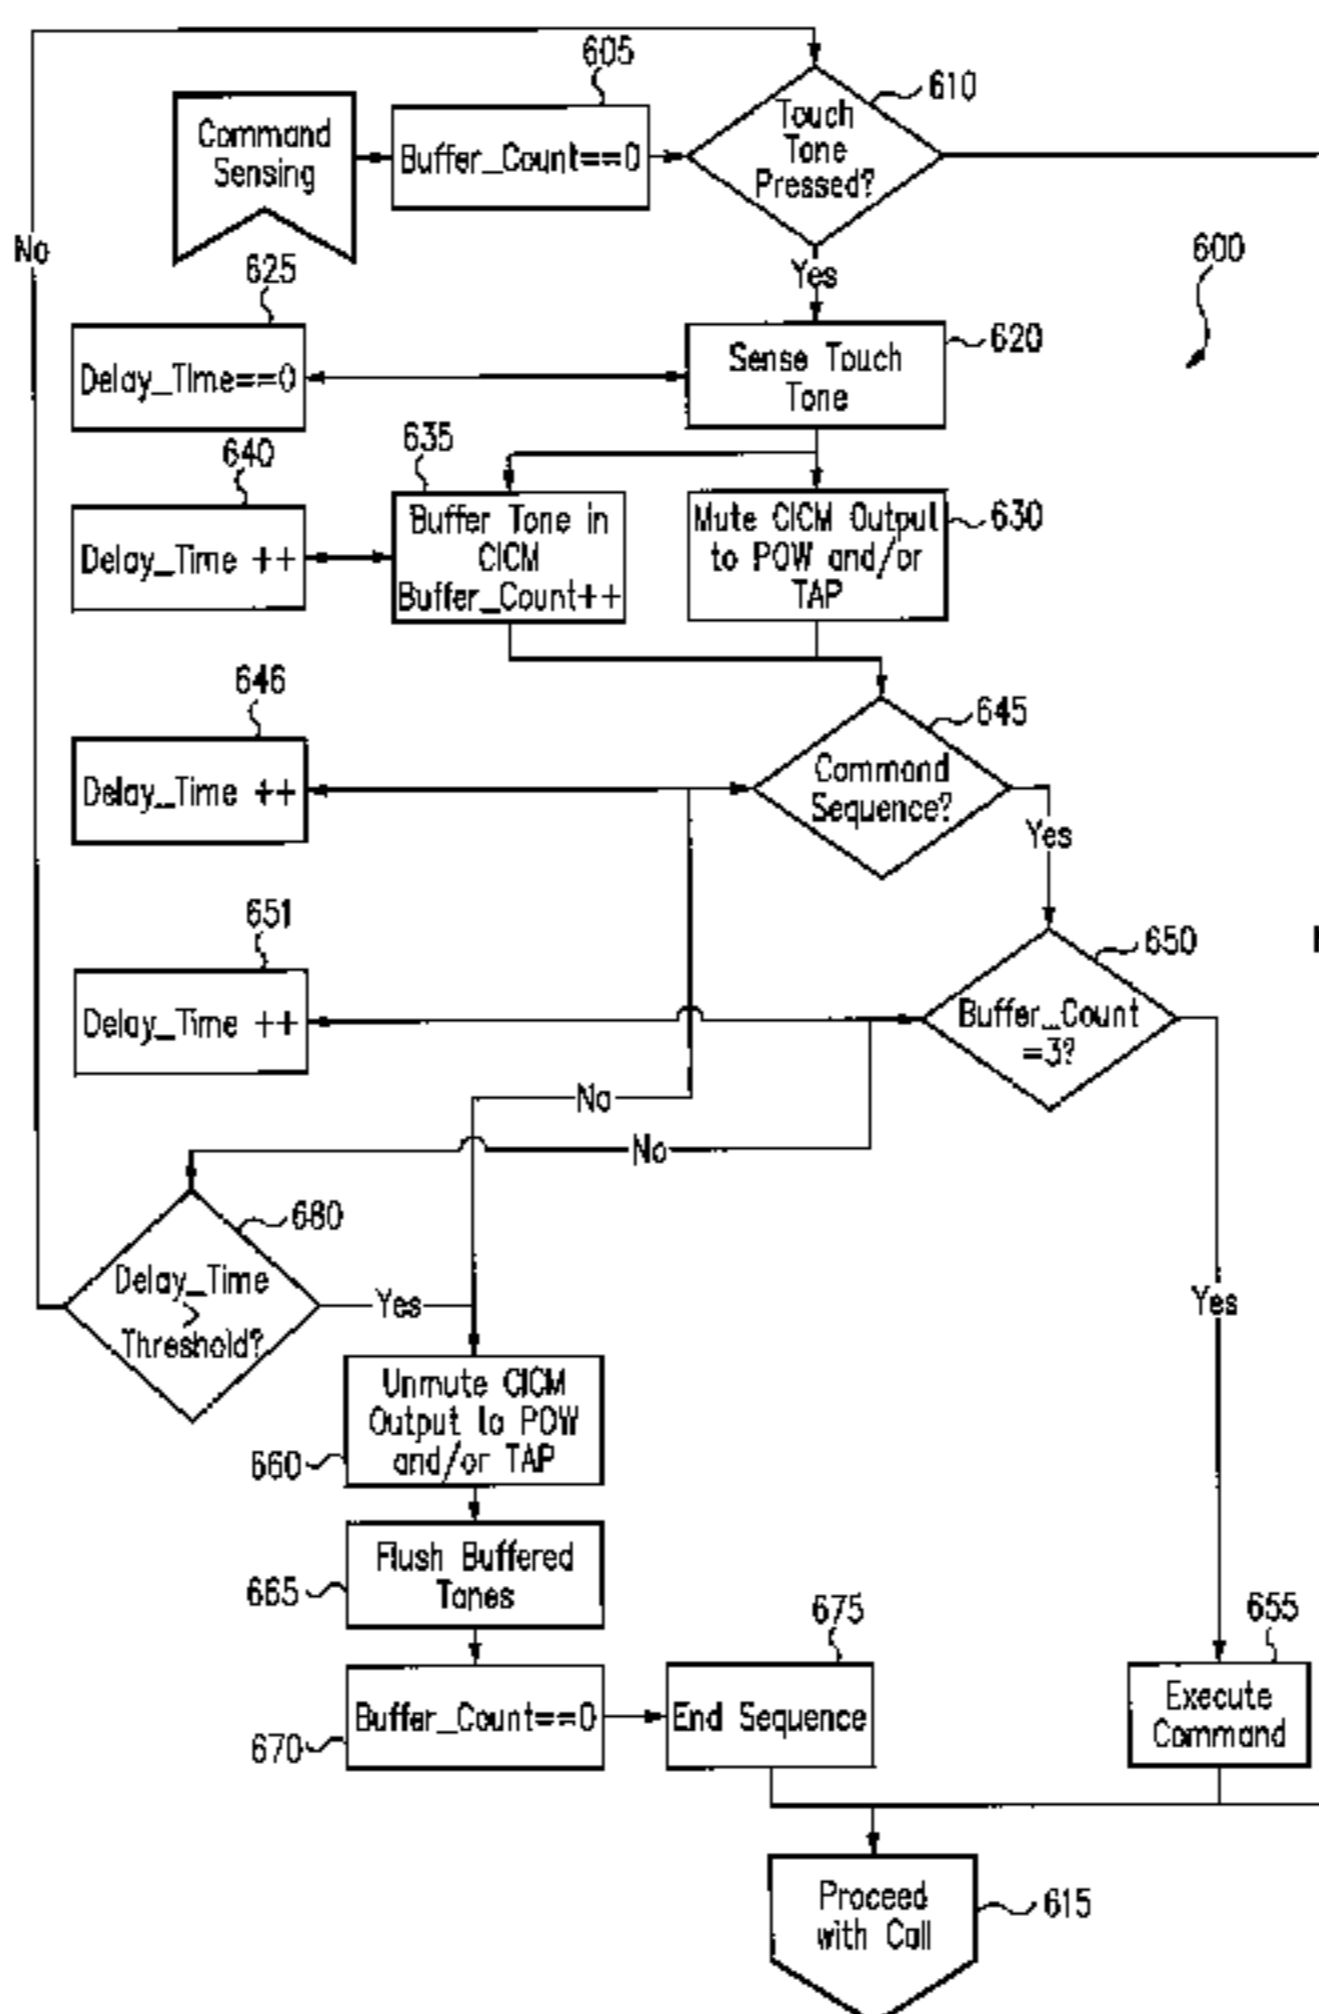 605
610
Command
Sensing
Buffer_Count==0
Touch
Tone
Pressed?
No
Yes
600
625
Delay_Time==0
Sense Touch
Tone
620
640
635
Delay_Time ++
Buffer Tone in
CICM
Buffer_Count++
Mute CICM Output
to POW and/or
TAP
630
646
645
Delay_Time ++
Command
Sequence?
Yes
651
650
Delay_Time ++
Buffer_Count
=3?
No
No
680
Delay_Time
>
Threshold?
Yes
Yes
Unmute CICM
Output to POW
and/or TAP
660
Flush Buffered
Tones
665
675
655
Buffer_Count==0
670
End Sequence
Execute
Command
Proceed
with Call
615